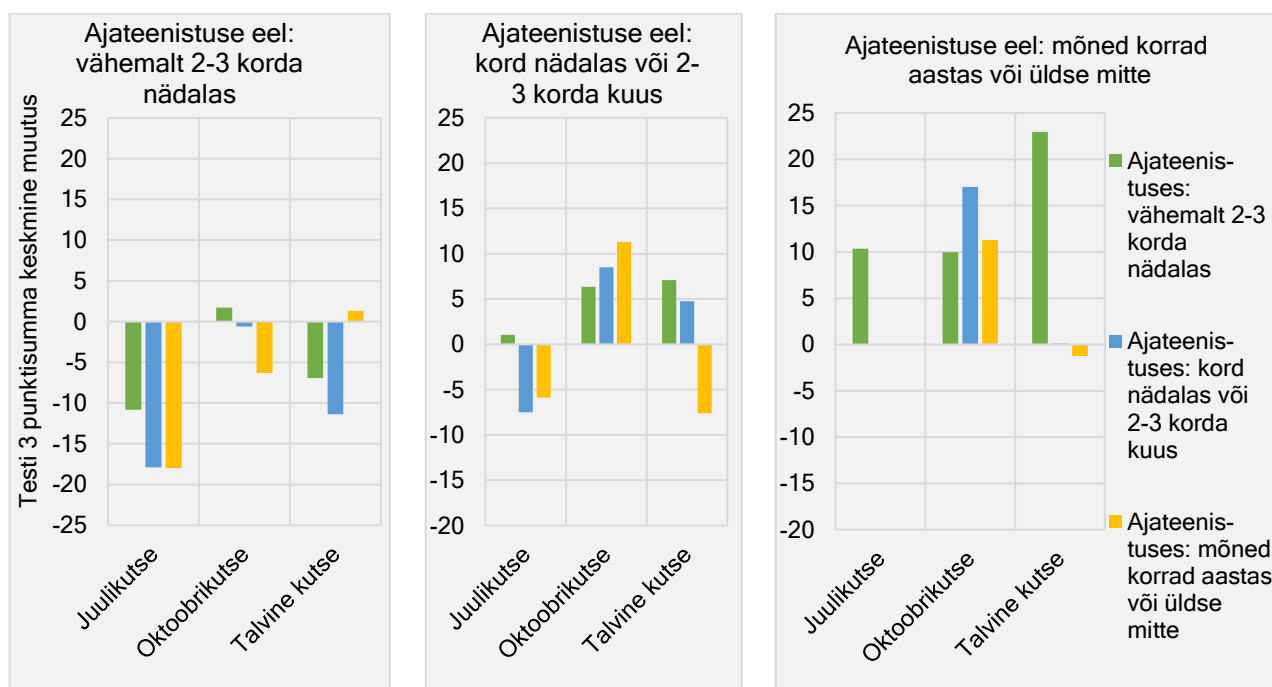 Ajateenistuse eel:
vähemalt 2-3 korda
nädalas
Testi 3 punktisumma keskmine muutus
25
20
15
10
5
0
-5
-10
-15
-20
-25
Juulikutse
Oktoobrikutse
Talvine kutse
Ajateenistuse eel:
kord nädalas või 2-
3 korda kuus
25
20
15
10
5
0
-5
-10
-15
-20
Juulikutse
Oktoobrikutse
Talvine kutse
Ajateenistuse eel: mõned korrad
aastas või üldse mitte
25
20
15
10
5
0
-5
-10
-15
-20
Juulikutse
Oktoobrikutse
Talvine kutse
Ajateenis-
tuses:
vähemalt 2-3
korda
nädalas
Ajateenis-
tuses: kord
nädalas või
2-3 korda
kuus
Ajateenis-
tuses: mõned
korrad aastas
või üldse
mitte